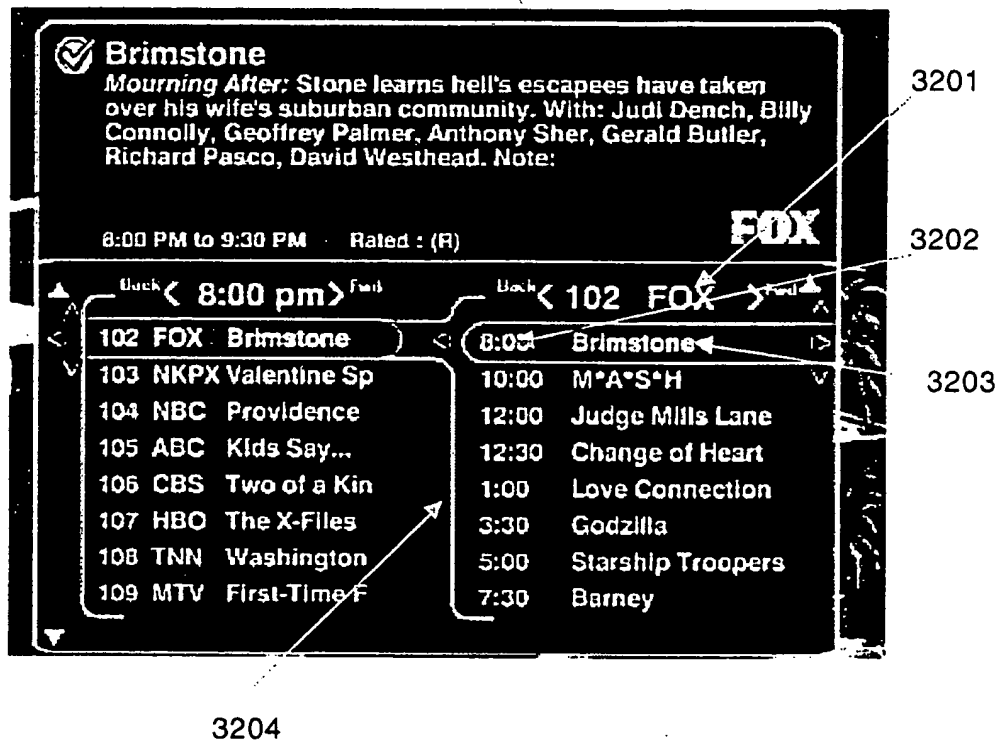 Brimstone
Mourning After: Stone learns hell's escapees have taken
over his wife's suburban community. With: Judi Dench, Billy
Connolly, Geoffrey Palmer, Anthony Sher, Gerald Butler,
Richard Pasco, David Westhead. Note:
8:00 PM to 9:30 PM Rated : (R)
FOX
Back < 8:00 pm > Fwd
102 FOX Brimstone
103 NKPX Valentine Sp
104 NBC Providence
105 ABC Kids Say...
106 CBS Two of a Kin
107 HBO The X-Files
108 TNN Washington
109 MTV First-Time F
Back < 102 FOX > Fwd
8:00 Brimstone
10:00 M*A*S*H
12:00 Judge Mills Lane
12:30 Change of Heart
1:00 Love Connection
3:30 Godzilla
5:00 Starship Troopers
7:30 Barney
3201
3202
3203
3204